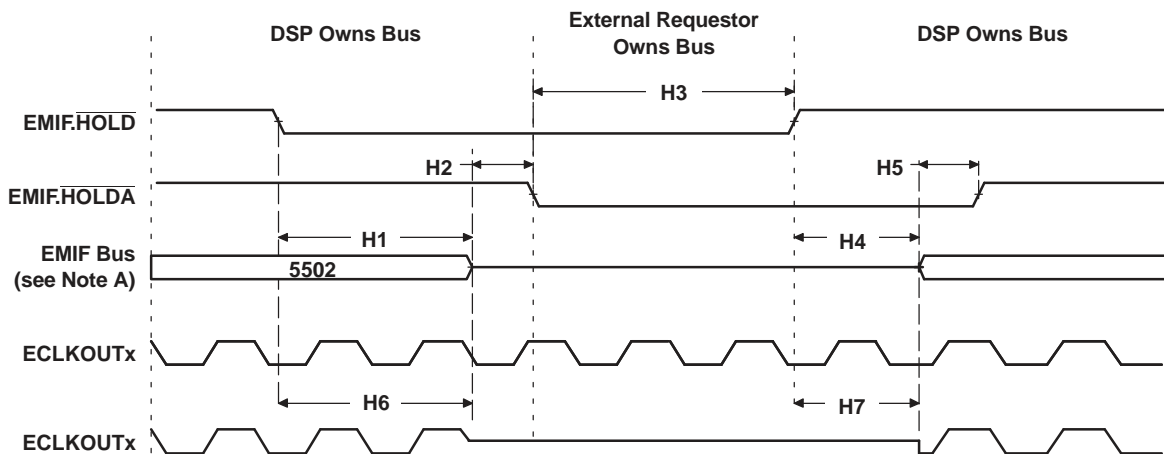 DSP Owns Bus
External Requestor
Owns Bus
DSP Owns Bus
H3
EMIF.HOLD
H2
H5
EMIF.HOLDA
H1
H4
EMIF Bus
(see Note A)
5502
ECLKOUTx
H6
H7
ECLKOUTx